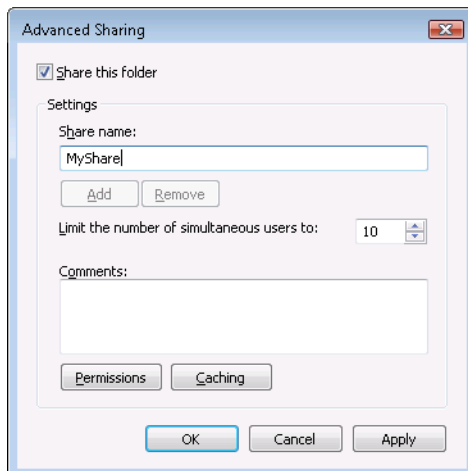 Advanced Sharing
Share this folder
Settings
Share name:
MyShare
Add Remove
Limit the number of simultaneous users to: 10
Comments:
Permissions Caching
OK Cancel Apply